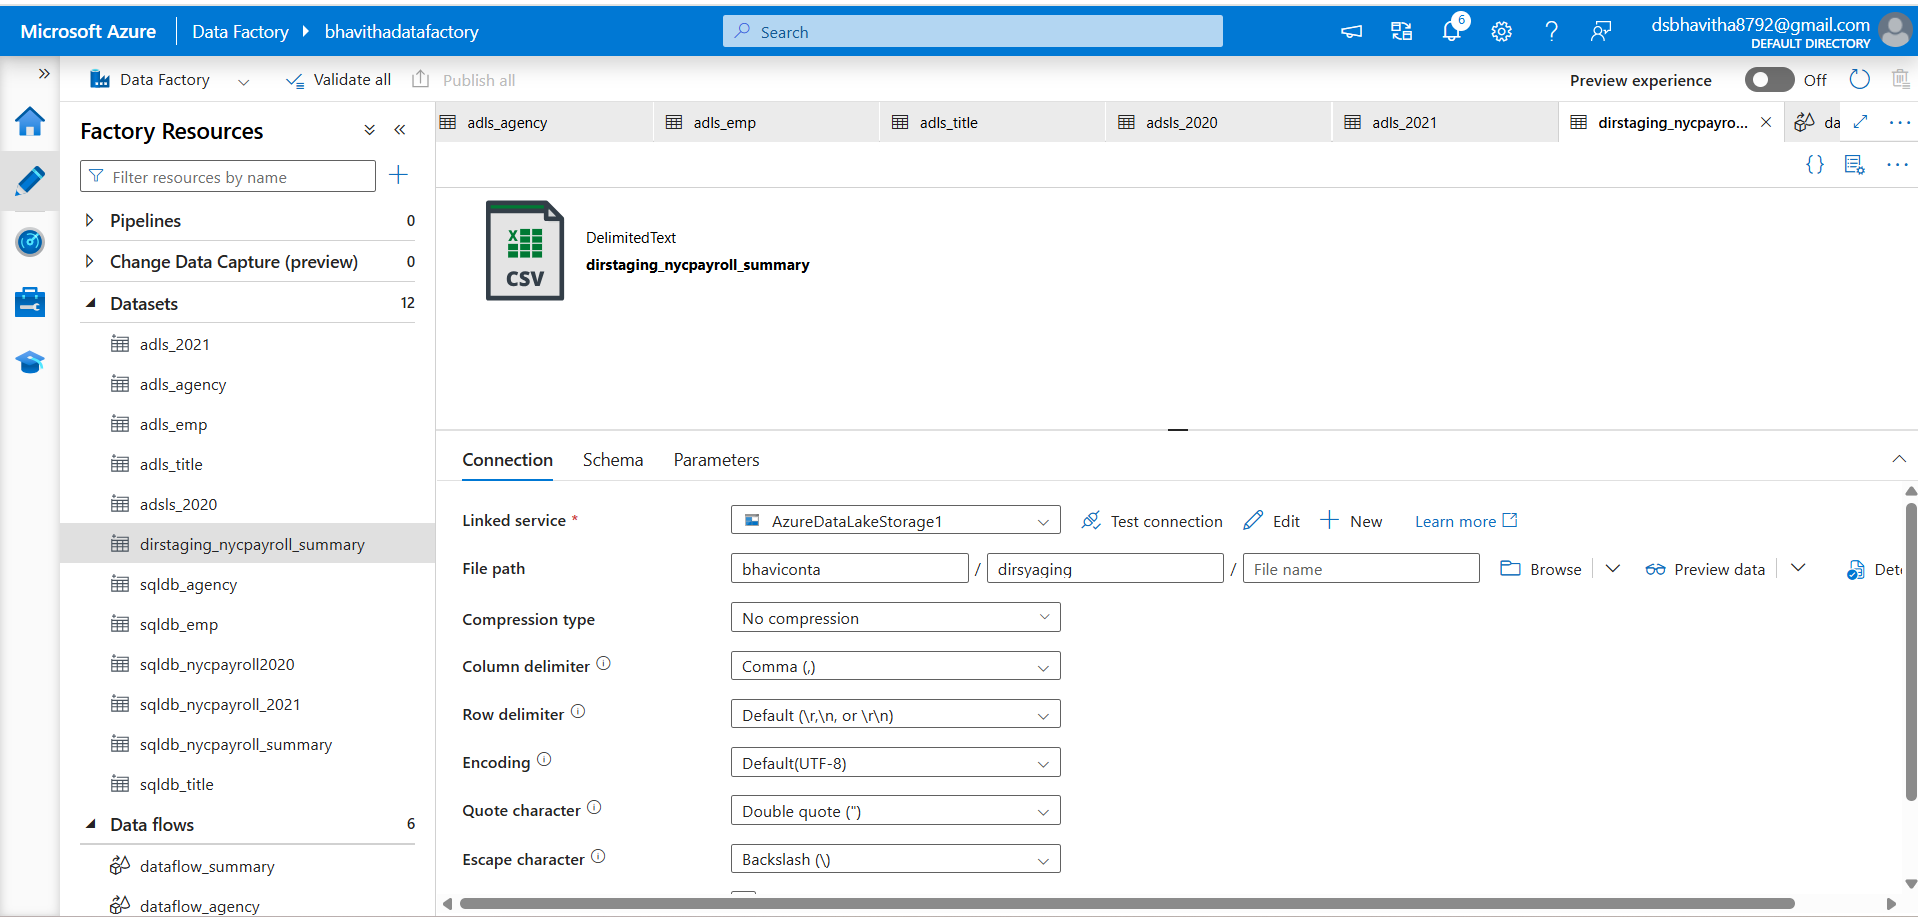 Microsoft Azure Data Factory bhavithadatafactory Search 6 dsbhavitha8792@gmail.com
DEFAULT DIRECTORY
Data Factory Validate all Publish all Preview experience Off
Factory Resources
Filter resources by name
Pipelines 0
Change Data Capture (preview) 0
Datasets 12
adls_2021
adls_agency
adls_emp
adls_title
adsls_2020
dirstaging_nycpayroll_summary
sqldb_agency
sqldb_emp
sqldb_nycpayroll2020
sqldb_nycpayroll_2021
sqldb_nycpayroll_summary
sqldb_title
Data flows 6
dataflow_summary
dataflow_agency
adls_agency adls_emp adls_title adsls_2020 adls_2021 dirstaging_nycpayro... da
{}
X
CSV
DelimitedText
dirstaging_nycpayroll_summary
Connection Schema Parameters
Linked service * AzureDataLakeStorage1 Test connection Edit New Learn more
File path bhaviconta / dirsyaging / File name Browse Preview data Det
Compression type No compression
Column delimiter Comma (,)
Row delimiter Default (\r,\n, or \r\n)
Encoding Default(UTF-8)
Quote character Double quote (")
Escape character Backslash (\)